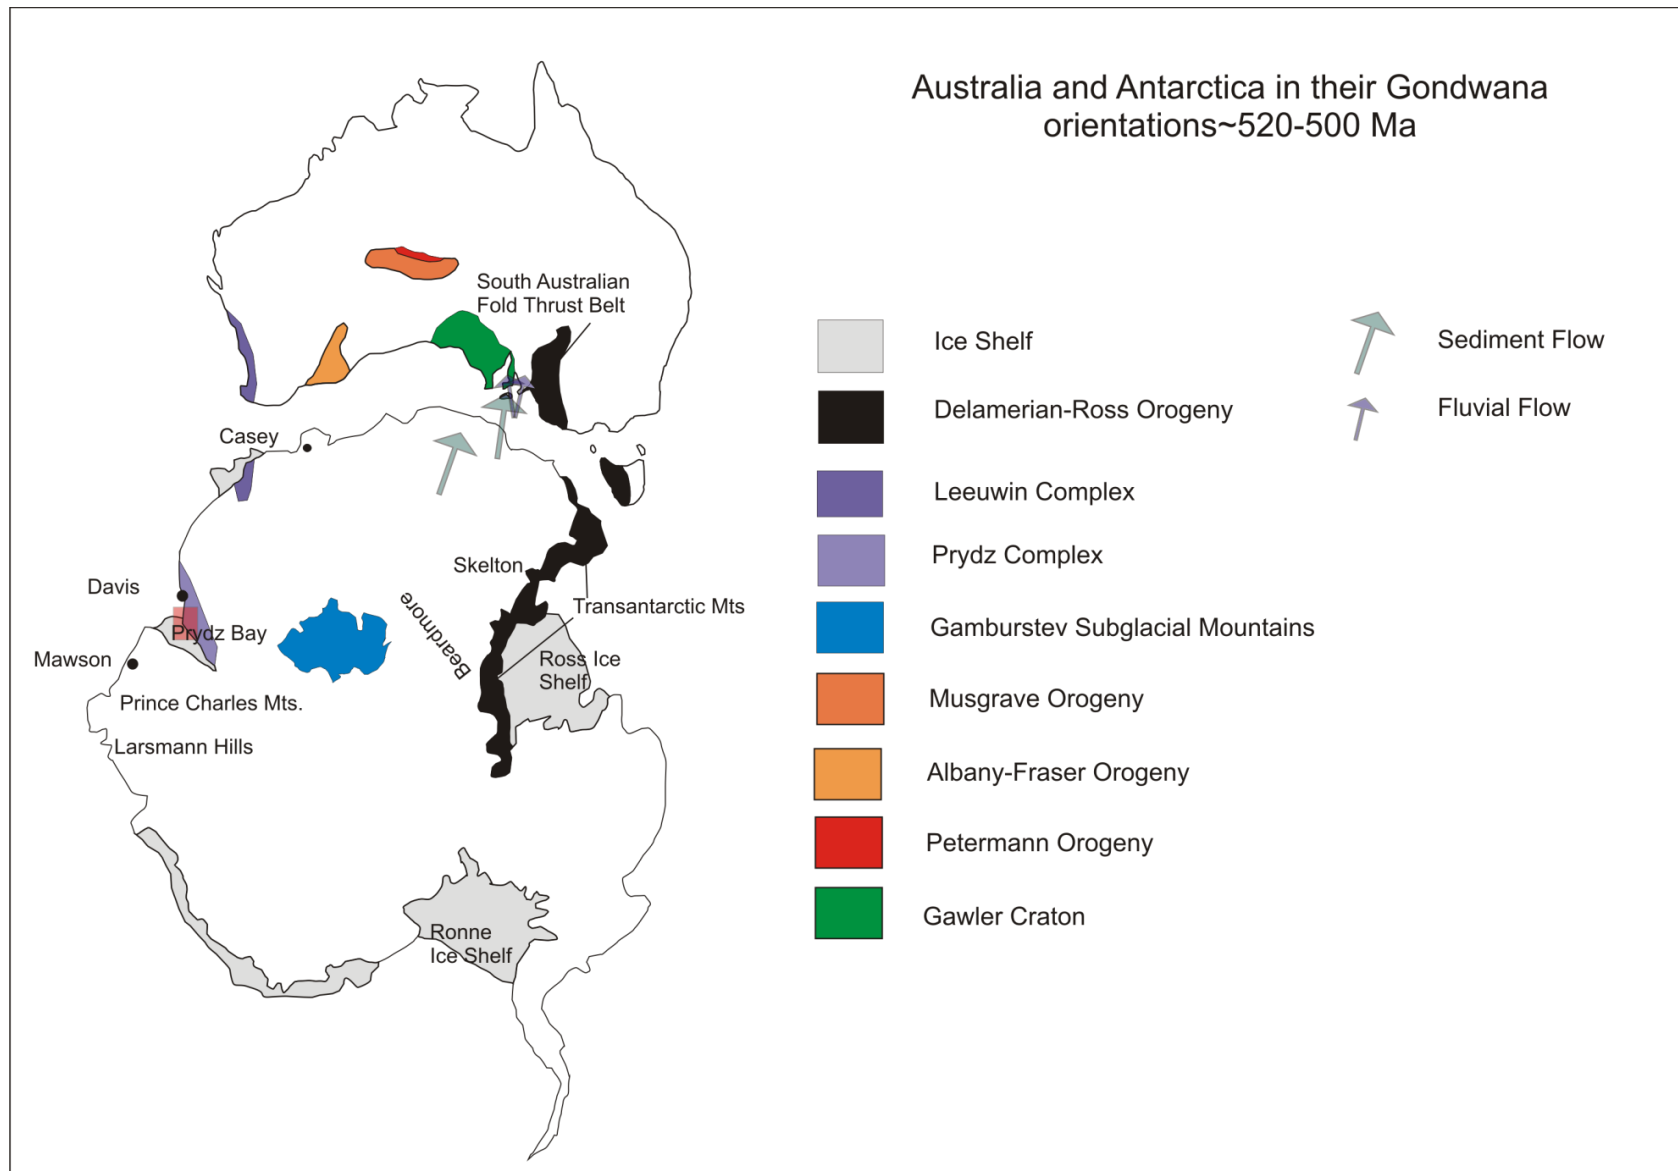 Australia and Antarctica in their Gondwana
orientations~520-500 Ma
South Australian
Fold Thrust Belt
Casey
Skelton
Davis
Transantarctic Mts
Beardmore
Prydz Bay
Mawson
Ross Ice
Shelf
Prince Charles Mts.
Larsmann Hills
Ronne
Ice Shelf
Ice Shelf
Delamerian-Ross Orogeny
Leeuwin Complex
Prydz Complex
Gamburstev Subglacial Mountains
Musgrave Orogeny
Albany-Fraser Orogeny
Petermann Orogeny
Gawler Craton
Sediment Flow
Fluvial Flow